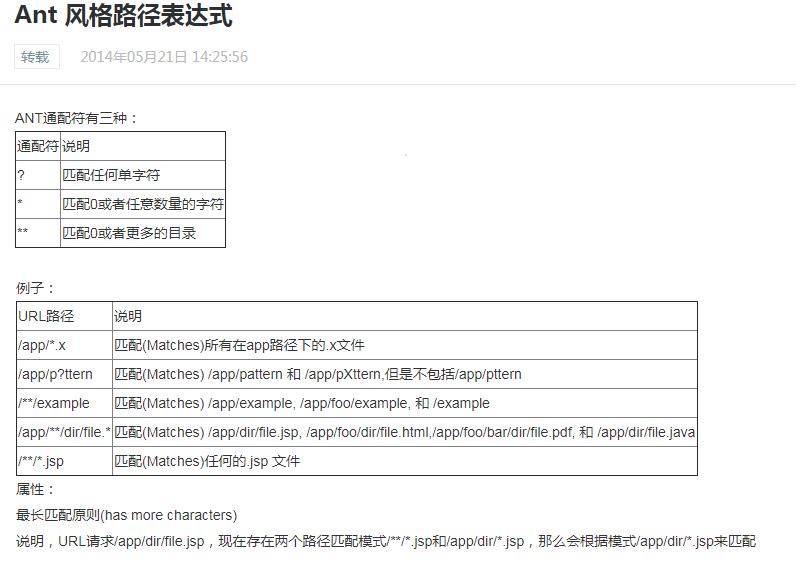 Ant 风格路径表达式
转载 2014年05月21日 14:25:56
ANT通配符有三种：
通配符 说明
? 匹配任何单字符
* 匹配0或者任意数量的字符
** 匹配0或者更多的目录
例子：
URL路径 说明
/app/*.x 匹配(Matches)所有在app路径下的.x文件
/app/p?ttern 匹配(Matches) /app/pattern 和 /app/pXttern,但是不包括/app/pttern
/**/example 匹配(Matches) /app/example, /app/foo/example, 和 /example
/app/**/dir/file.* 匹配(Matches) /app/dir/file.jsp, /app/foo/dir/file.html,/app/foo/bar/dir/file.pdf, 和 /app/dir/file.java
/**/*.jsp 匹配(Matches)任何的.jsp 文件
属性：
最长匹配原则(has more characters)
说明，URL请求/app/dir/file.jsp，现在存在两个路径匹配模式/**/*.jsp和/app/dir/*.jsp，那么会根据模式/app/dir/*.jsp来匹配